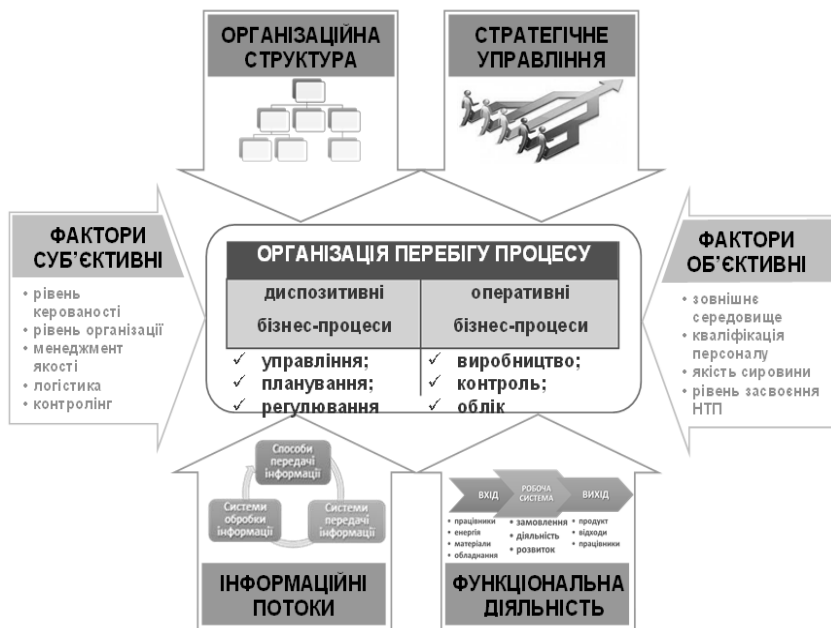 ОРГАНІЗАЦІЙНА
СТРУКТУРА
СТРАТЕГІЧНЕ
УПРАВЛІННЯ
ФАКТОРИ
СУБ’ЄКТИВНІ
• рівень
керованості
• рівень організації
• менеджмент
якості
• логістика
• контролінг
ОРГАНІЗАЦІЯ ПЕРЕБІГУ ПРОЦЕСУ
диспозитивні
бізнес-процеси
оперативні
бізнес-процеси
✓ управління;
✓ планування;
✓ регулювання
✓ виробництво;
✓ контроль;
✓ облік
ФАКТОРИ
ОБ’ЄКТИВНІ
• зовнішнє
середовище
• кваліфікація
персоналу
• якість сировини
• рівень засвоєння
НТП
Способи
передачі
інформації
Системи
обробки
інформації
Системи
передачі
інформації
ІНФОРМАЦІЙНІ
ПОТОКИ
ВХІД
РОБОЧА
СИСТЕМА
ВИХІД
• працівники
• енергія
• матеріали
• обладнання
• замовлення
• діяльність
• розвиток
• продукт
• відходи
• працівники
ФУНКЦІОНАЛЬНА
ДІЯЛЬНІСТЬ